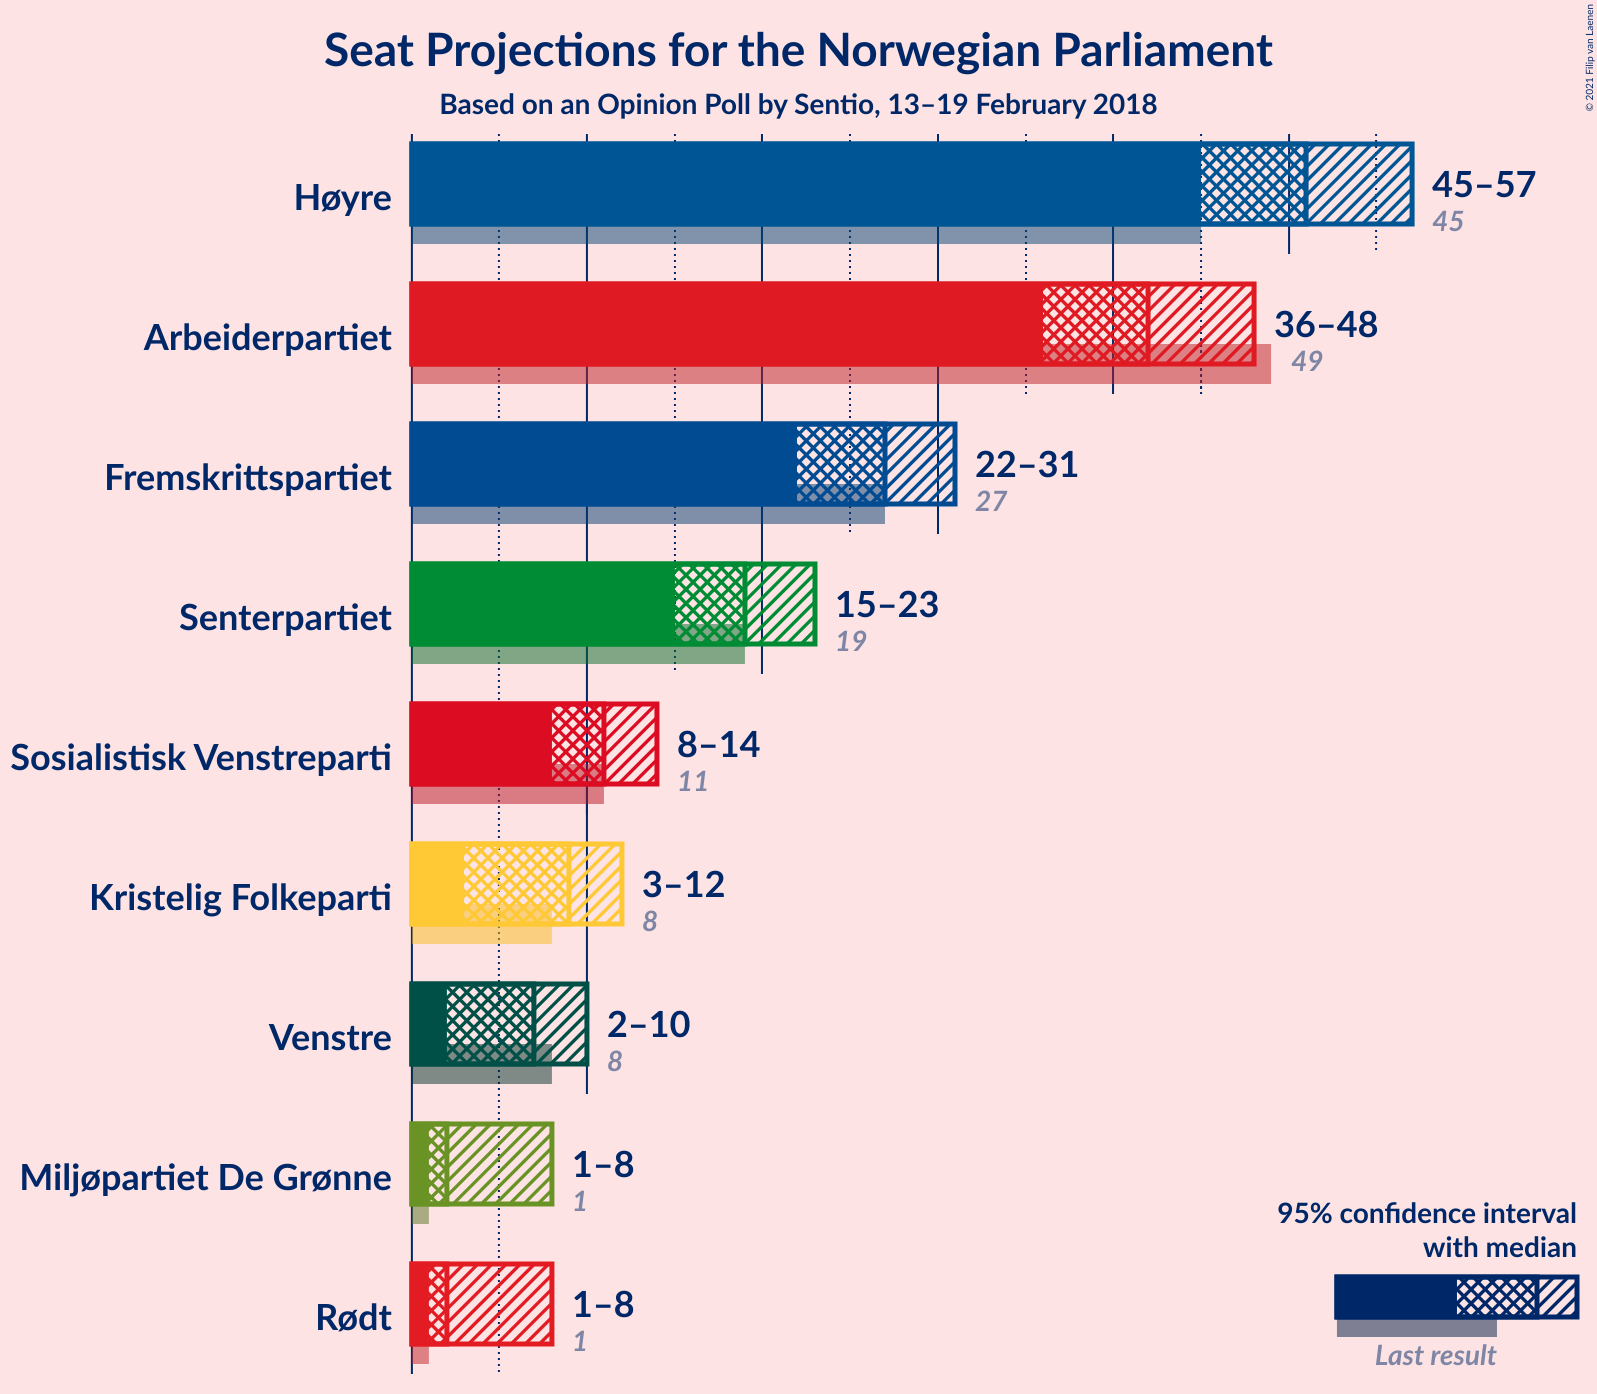 Seat Projections for the Norwegian Parliament
Based on an Opinion Poll by Sentio, 13–19 February 2018
© 2021 Filip van Laenen
Høyre
45–57
45
Arbeiderpartiet
36–48
49
Fremskrittspartiet
22–31
27
Senterpartiet
15–23
19
Sosialistisk Venstreparti
8–14
11
Kristelig Folkeparti
3–12
8
Venstre
2–10
8
Miljøpartiet De Grønne
1–8
1
Rødt
1–8
1
95% confidence interval
with median
Last result